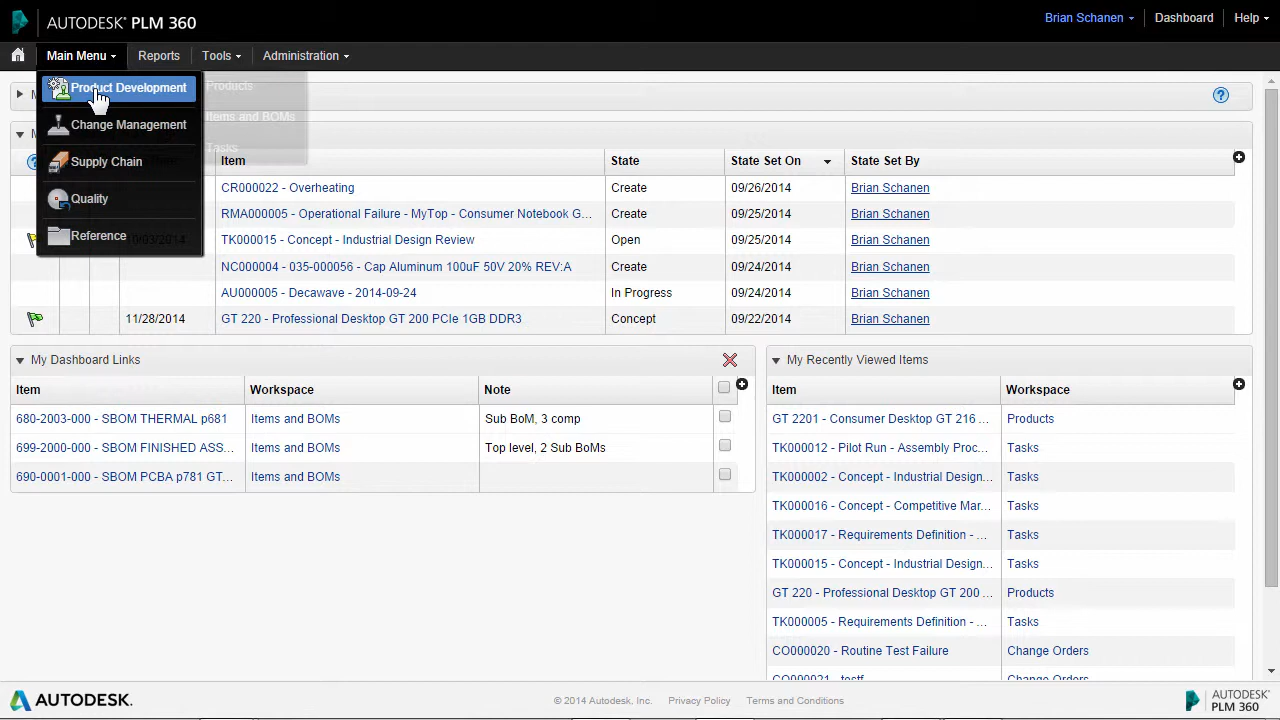 AUTODESK® PLM 360
Brian Schanen
Dashboard
Help
Main Menu
Reports
Tools
Administration
Product Development
Change Management
Supply Chain
Quality
Reference
Products
Items and BOMs
Tasks
Item
State
State Set On
State Set By
CR000022 - Overheating
Create
09/26/2014
Brian Schanen
RMA000005 - Operational Failure - MyTop - Consumer Notebook G...
Create
09/25/2014
Brian Schanen
10/03/2014
TK000015 - Concept - Industrial Design Review
Open
09/25/2014
Brian Schanen
NC000004 - 035-000056 - Cap Aluminum 100uF 50V 20% REV:A
Create
09/24/2014
Brian Schanen
AU000005 - Decawave - 2014-09-24
In Progress
09/24/2014
Brian Schanen
11/28/2014
GT 220 - Professional Desktop GT 200 PCIe 1GB DDR3
Concept
09/22/2014
Brian Schanen
My Dashboard Links
Item
Workspace
Note
680-2003-000 - SBOM THERMAL p681
Items and BOMs
Sub BoM, 3 comp
699-2000-000 - SBOM FINISHED ASS...
Items and BOMs
Top level, 2 Sub BoMs
690-0001-000 - SBOM PCBA p781 GT...
Items and BOMs
My Recently Viewed Items
Item
Workspace
GT 2201 - Consumer Desktop GT 216 ...
Products
TK000012 - Pilot Run - Assembly Proc...
Tasks
TK000002 - Concept - Industrial Design...
Tasks
TK000016 - Concept - Competitive Mar...
Tasks
TK000017 - Requirements Definition - ...
Tasks
TK000015 - Concept - Industrial Design...
Tasks
GT 220 - Professional Desktop GT 200 ...
Products
TK000005 - Requirements Definition - ...
Tasks
CO000020 - Routine Test Failure
Change Orders
CO000021 - testf
Change Orders
AUTODESK.
© 2014 Autodesk, Inc.
Privacy Policy
Terms and Conditions
AUTODESK®
PLM 360